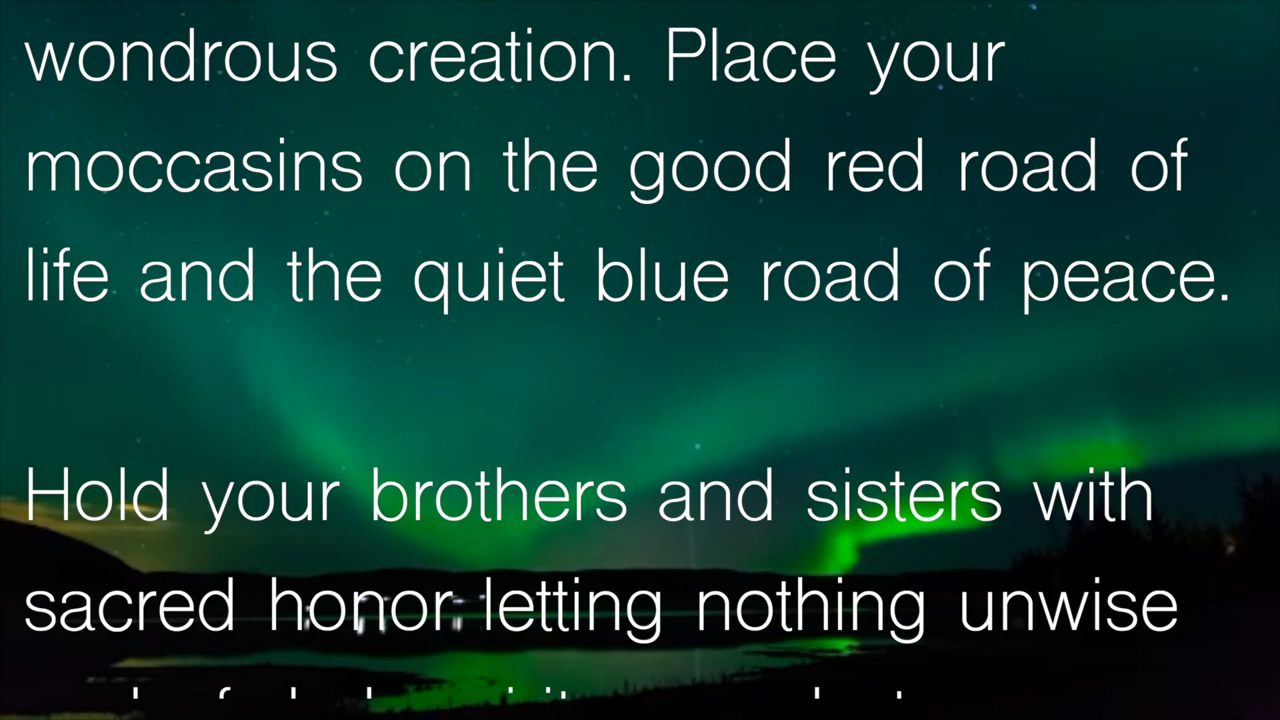 wondrous creation. Place your
moccasins on the good red road of
life and the quiet blue road of peace.
Hold your brothers and sisters with
sacred honor letting nothing unwise